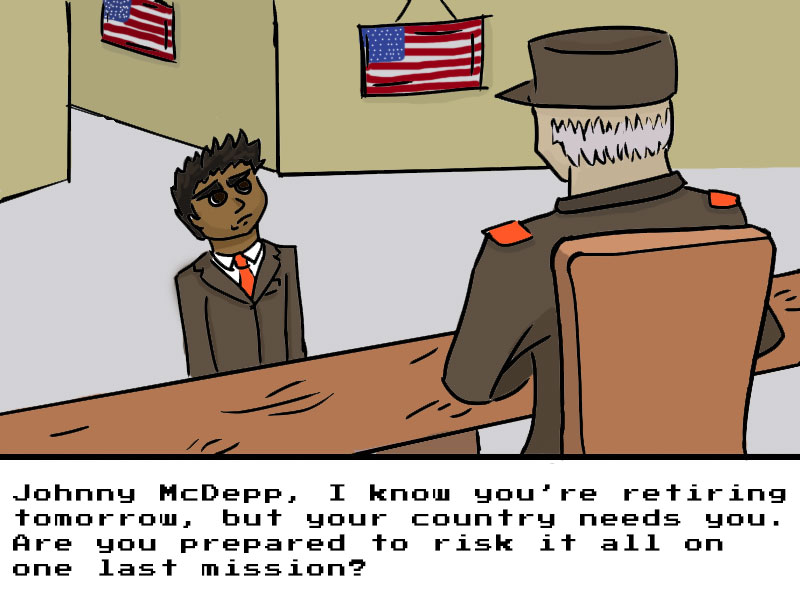 Johnny McDepp, I know you're retiring
tomorrow, but your country needs you.
Are you prepared to risk it all on
one last mission?